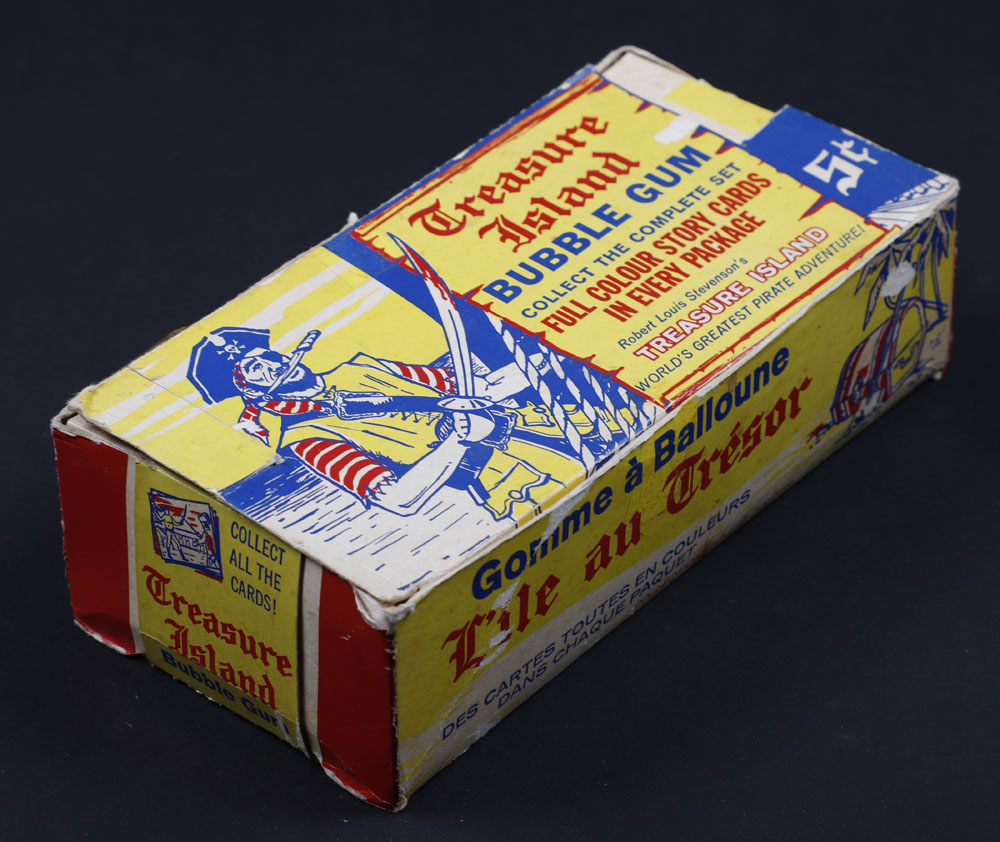 Treasure
Island
BUBBLE GUM
COLLECT THE COMPLETE SET
FULL COLOUR STORY CARDS
IN EVERY PACKAGE
Robert Louis Stevenson's
TREASURE ISLAND
WORLD'S GREATEST PIRATE ADVENTURE!
5¢
Gomme à Balloune
L'ile au Trésor
DES CARTES TOUTES EN COULEURS
DANS CHAQUE PAQUET
COLLECT
ALL THE
CARDS!
Treasure
Island
Bubble Gum